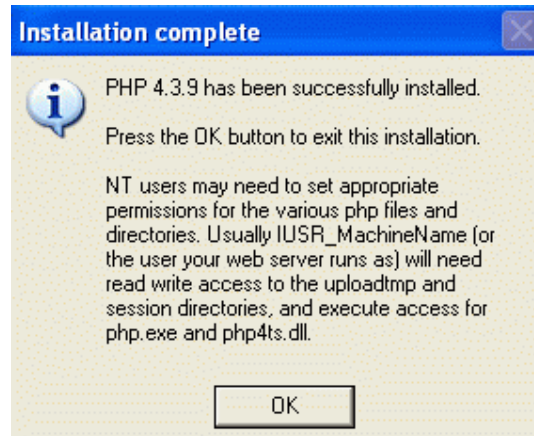 Installation complete
PHP 4.3.9 has been successfully installed.
Press the OK button to exit this installation.
NT users may need to set appropriate
permissions for the various php files and
directories. Usually IUSR_MachineName (or
the user your web server runs as) will need
read write access to the uploadtmp and
session directories, and execute access for
php.exe and php4ts.dll.
OK